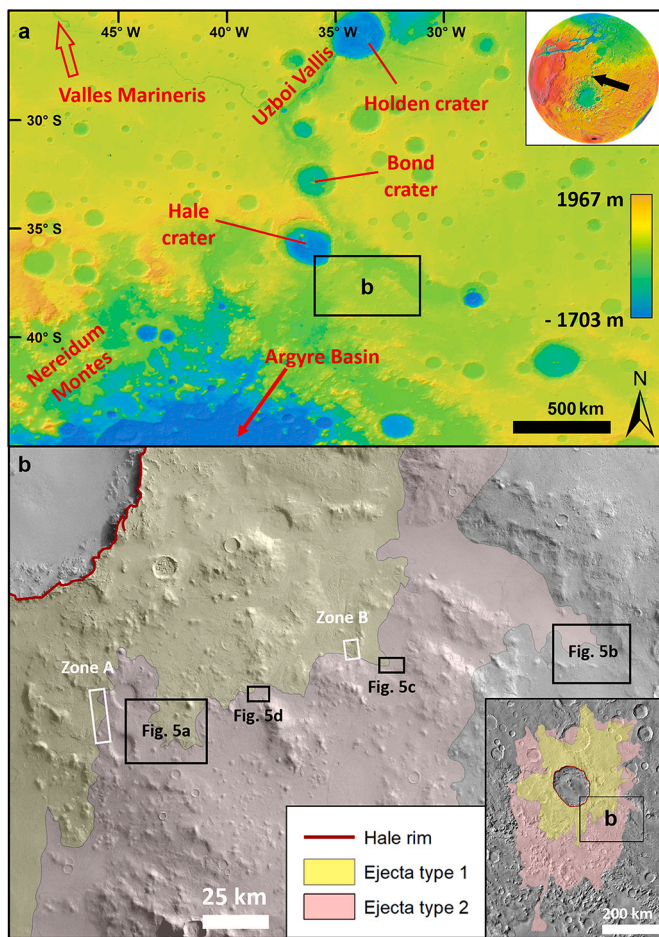 a
45° W
40° W
35° W
30° W
Valles Marineris
Uzboi Vallis
Holden crater
30° S
Bond
crater
35° S
Hale
crater
1967 m
- 1703 m
b
40° S
Nereidum
Montes
Argyre Basin
N
500 km
b
Zone B
Zone A
Fig. 5b
Fig. 5c
Fig. 5d
Fig. 5a
b
Hale rim
Ejecta type 1
Ejecta type 2
25 km
200 km